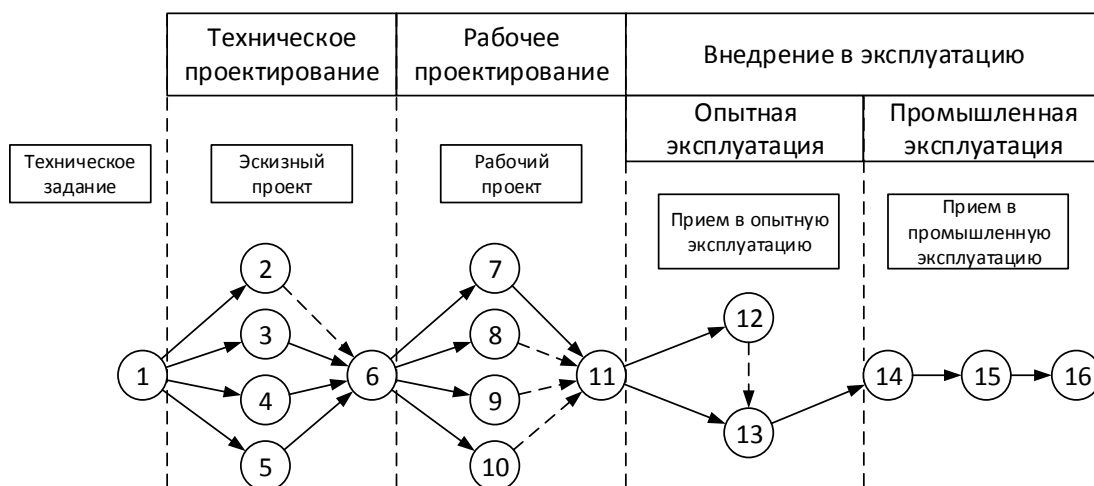 Техническое
проектирование
Рабочее
проектирование
Внедрение в эксплуатацию
Опытная
эксплуатация
Промышленная
эксплуатация
Техническое
задание
Эскизный
проект
Рабочий
проект
Прием в опытную
эксплуатацию
Прием в
промышленную
эксплуатацию
2
7
3
8
12
1
6
11
14
15
16
4
9
13
5
10